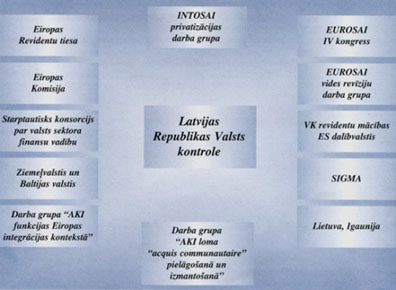 Eiropas
Revidentu tiesa
INTOSAI
privatizācijas
darba grupa
EUROSAI
IV kongress
Eiropas
Komisija
EUROSAI
vides revīziju
darba grupa
Starptautisks konsorcijs
par valsts sektora
finansu vadību
Latvijas
Republikas Valsts
kontrole
VK revidentu mācības
ES dalībvalstīs
Ziemeļvalstis un
Baltijas valstis
SIGMA
Darba grupa “AKI
funkcijas Eiropas
integrācijas kontekstā”
Darba grupa
“AKI loma
“acquis communautaire”
pielāgošanā un
izmantošanā”
Lietuva, Igaunija